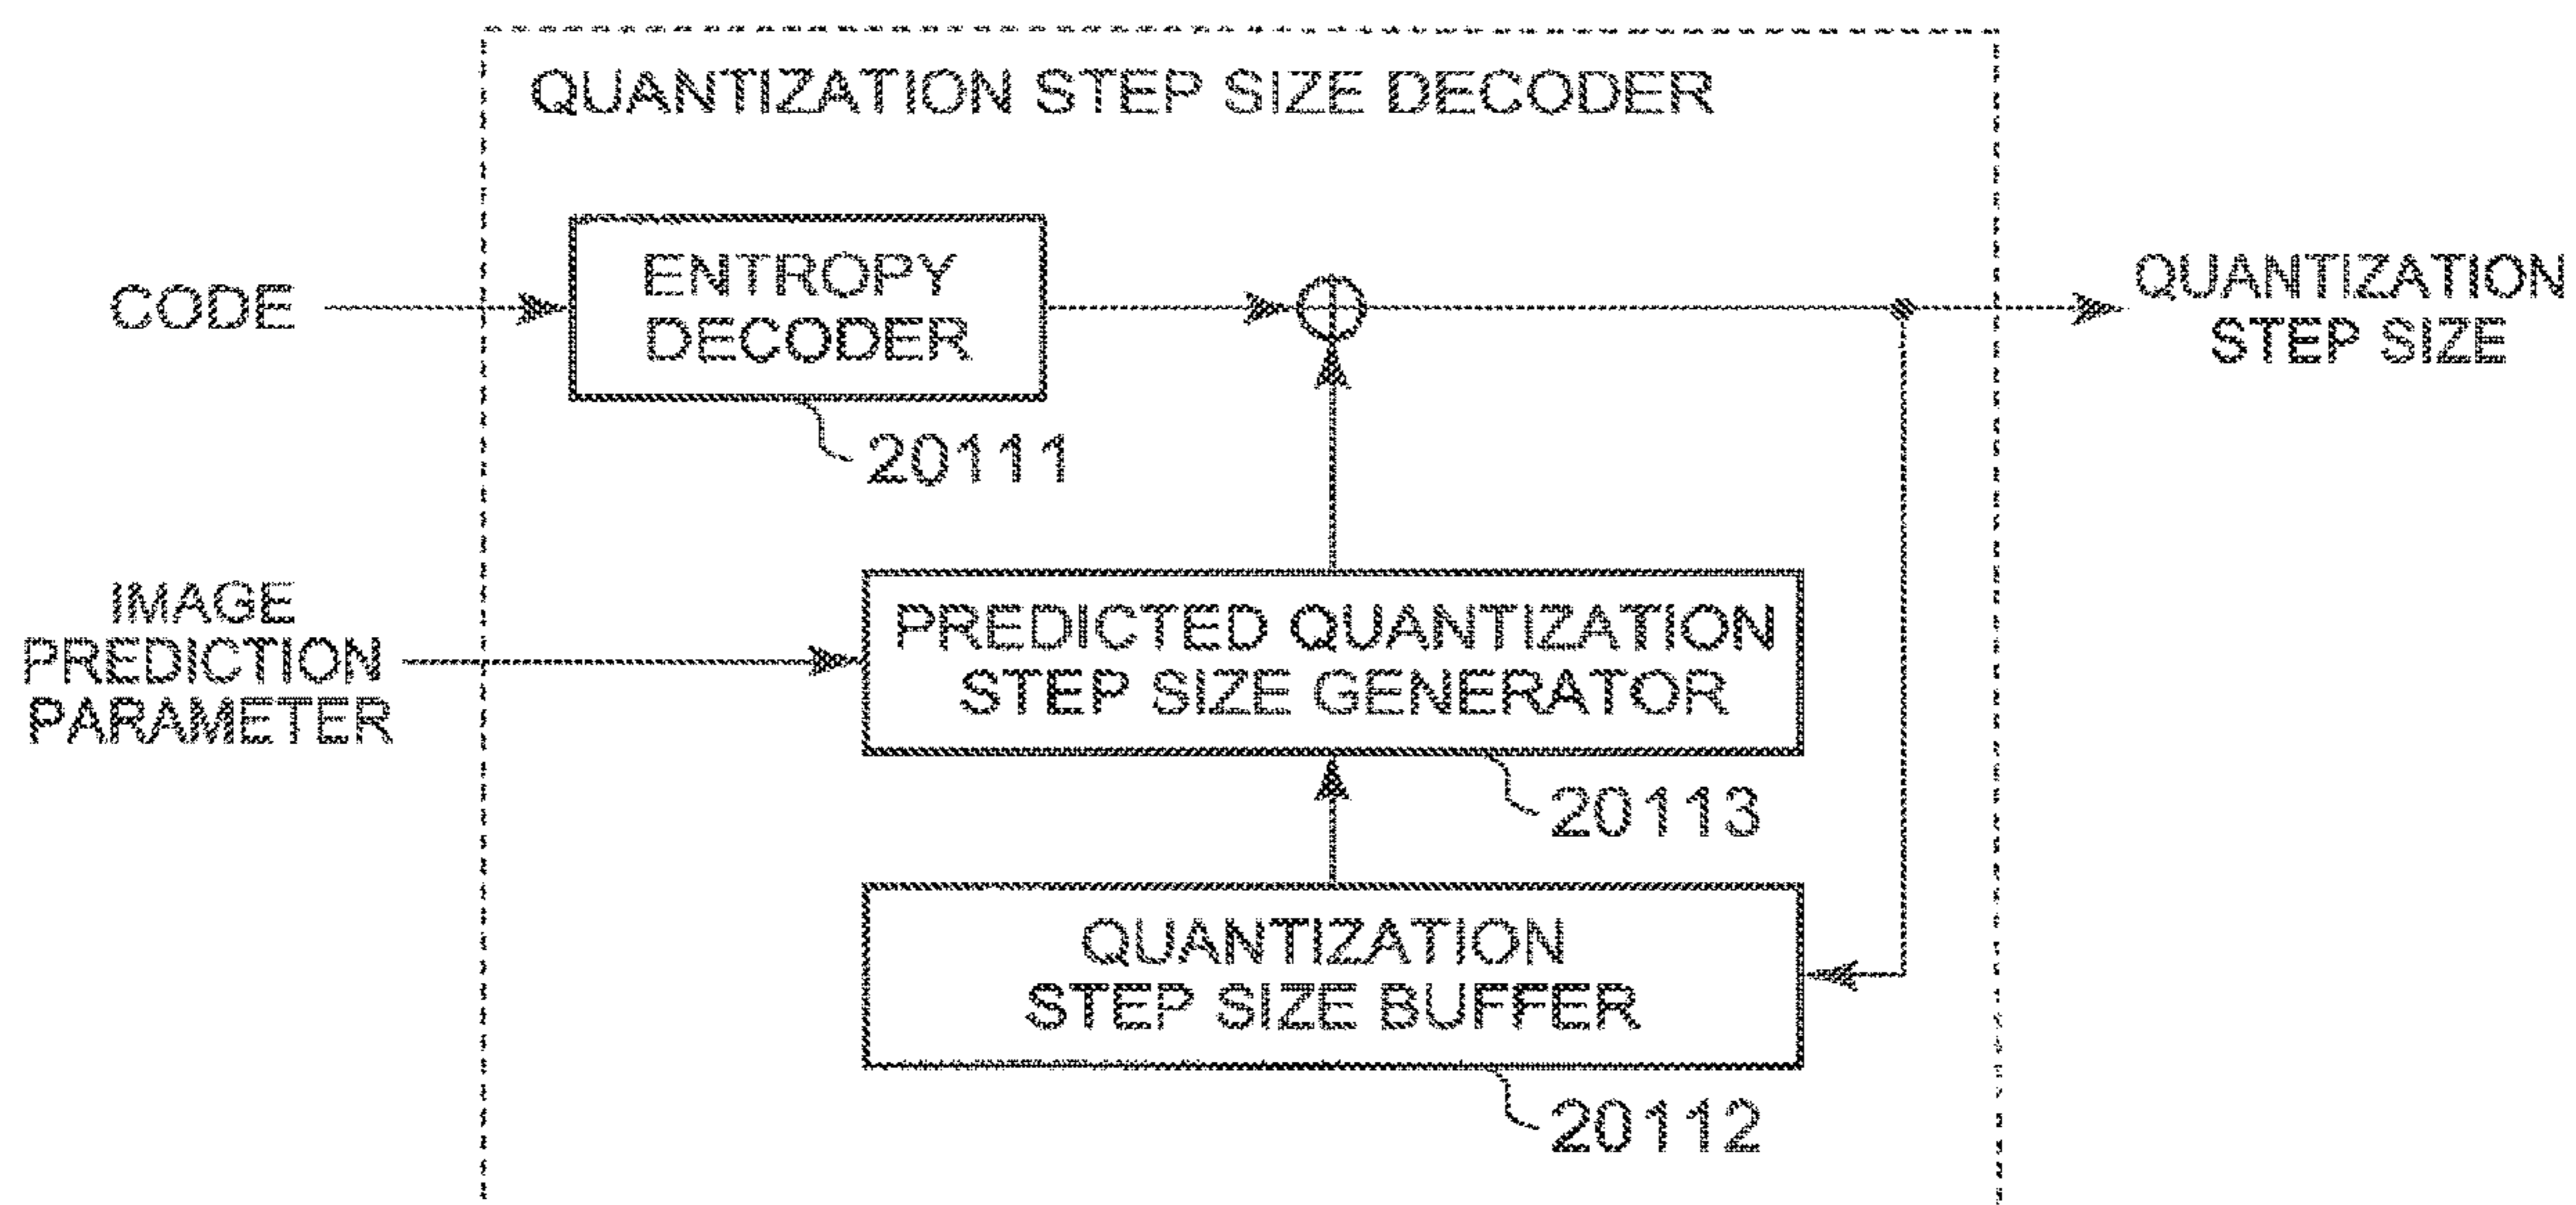 QUANTIZATION STEP SIZE DECODER
CODE
ENTROPY
DECODER
20111
QUANTIZATION
STEP SIZE
IMAGE
PREDICTION
PARAMETER
PREDICTED QUANTIZATION
STEP SIZE GENERATOR
20113
QUANTIZATION
STEP SIZE BUFFER
20112